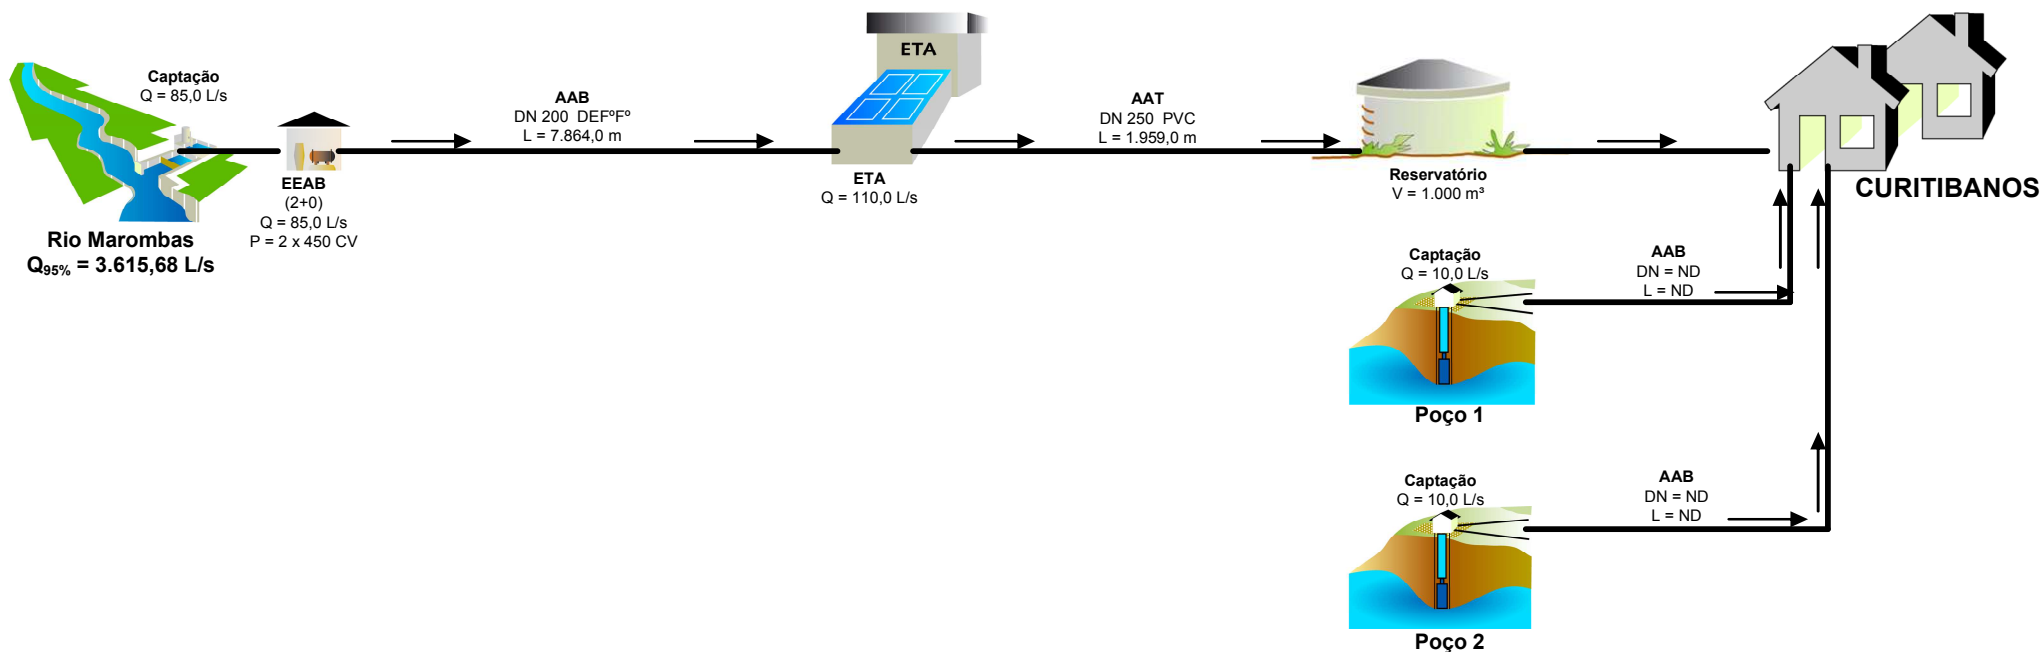 Captação
Q = 85,0 L/s
Rio Marombas
Q95% = 3.615,68 L/s
EEAB
(2+0)
Q = 85,0 L/s
P = 2 x 450 CV
AAB
DN 200 DEFºFº
L = 7.864,0 m
ETA
ETA
Q = 110,0 L/s
AAT
DN 250 PVC
L = 1.959,0 m
Reservatório
V = 1.000 m³
CURITIBANOS
Captação
Q = 10,0 L/s
Poço 1
AAB
DN = ND
L = ND
Captação
Q = 10,0 L/s
Poço 2
AAB
DN = ND
L = ND